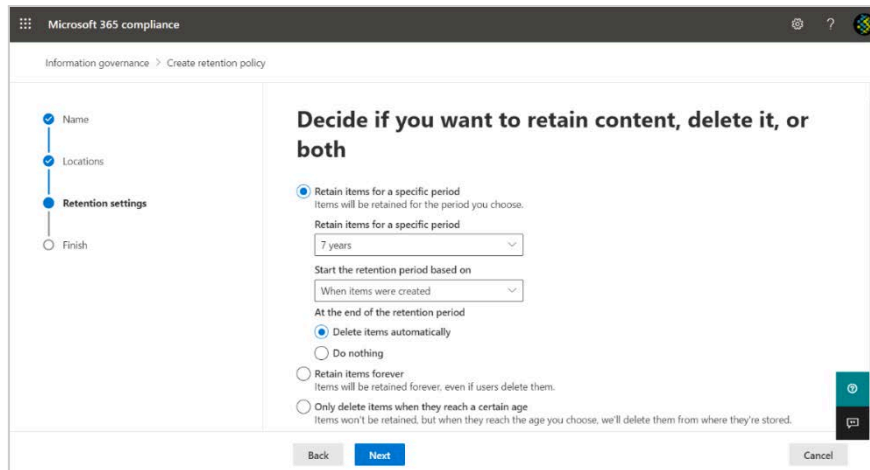 Microsoft 365 compliance
?
Information governance > Create retention policy
Name
Locations
Retention settings
Finish
Decide if you want to retain content, delete it, or
both
Retain items for a specific period
Items will be retained for the period you choose.
Retain items for a specific period
7 years
Start the retention period based on
When items were created
At the end of the retention period
Delete items automatically
Do nothing
Retain items forever
Items will be retained forever, even if users delete them.
Only delete items when they reach a certain age
Items won't be retained, but when they reach the age you choose, we'll delete them from where they're stored.
Back Next Cancel